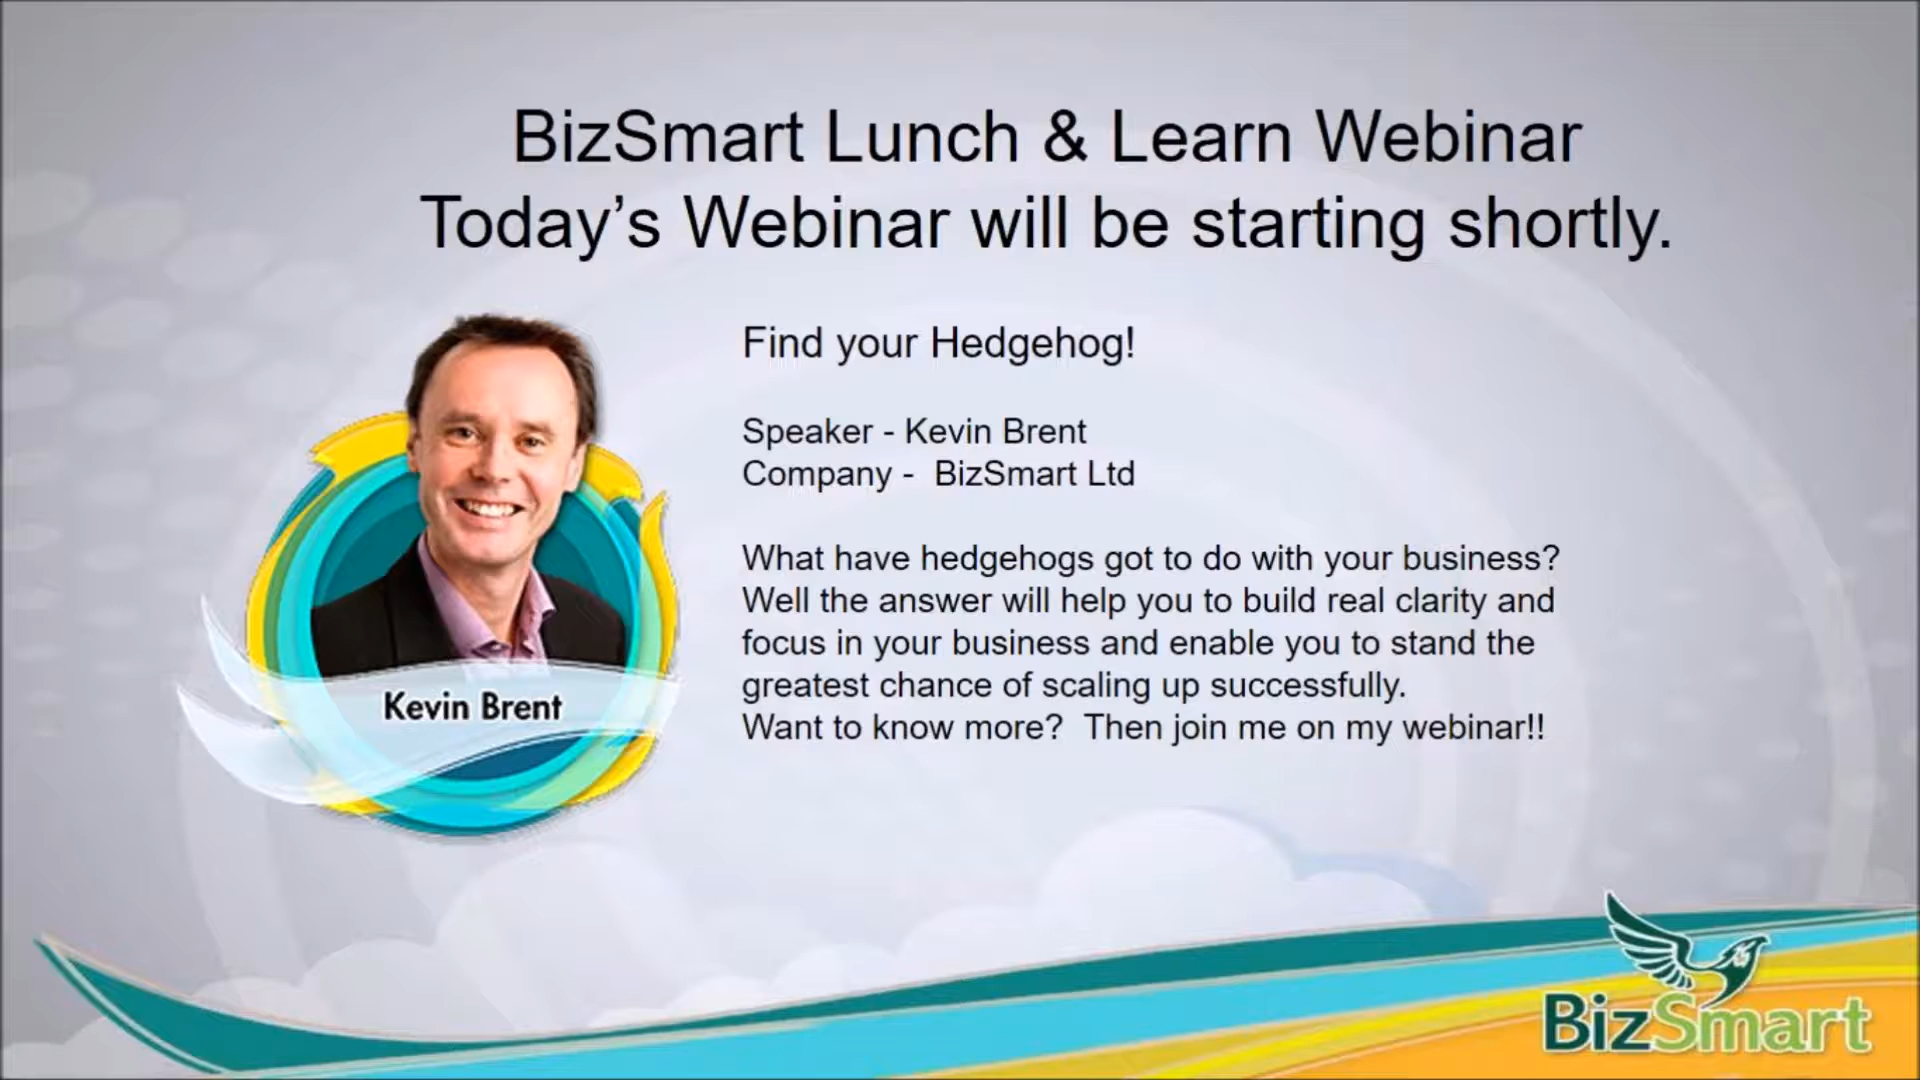 BizSmart Lunch & Learn Webinar
Today's Webinar will be starting shortly.
Find your Hedgehog!
Speaker - Kevin Brent
Company -  BizSmart Ltd
What have hedgehogs got to do with your business?
Well the answer will help you to build real clarity and
focus in your business and enable you to stand the
greatest chance of scaling up successfully.
Want to know more?  Then join me on my webinar!!
Kevin Brent
BizSmart